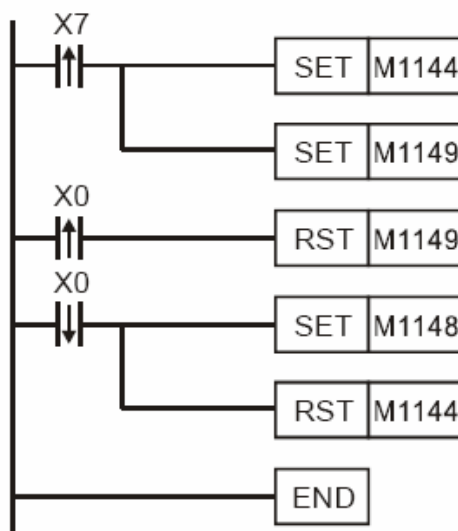 X7
SET M1144
SET M1149
X0
RST M1149
X0
SET M1148
RST M1144
END